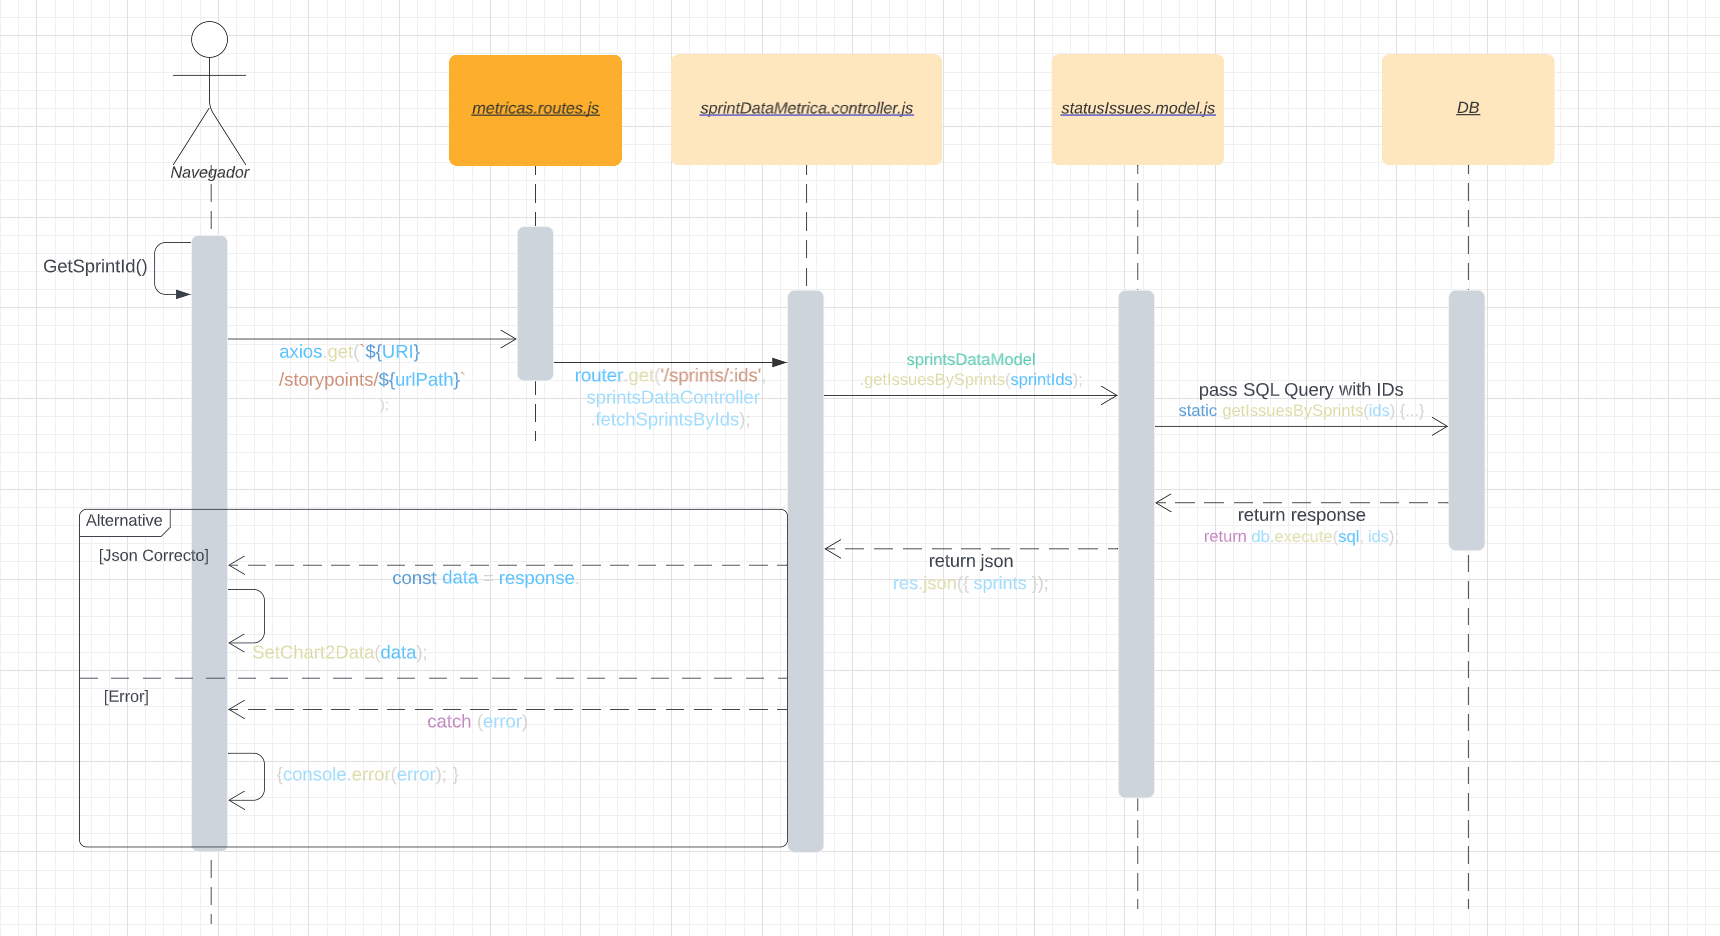 metricas.routes.js
sprintDataMetrica.controller.js
statusIssues.model.js
DB
Navegador
GetSprintId()
axios.get(`${URI}
/storypoints/${urlPath}`
);
router.get('/sprints/:ids',
sprintsDataController
.fetchSprintsByIds);
sprintsDataModel
.getIssuesBySprints(sprintIds);
pass SQL Query with IDs
static getIssuesBySprints(ids) {...}
return response
return db.execute(sql, ids);
return json
res.json({ sprints });
Alternative
[Json Correcto]
const data = response.
SetChart2Data(data);
[Error]
catch (error)
{console.error(error); }